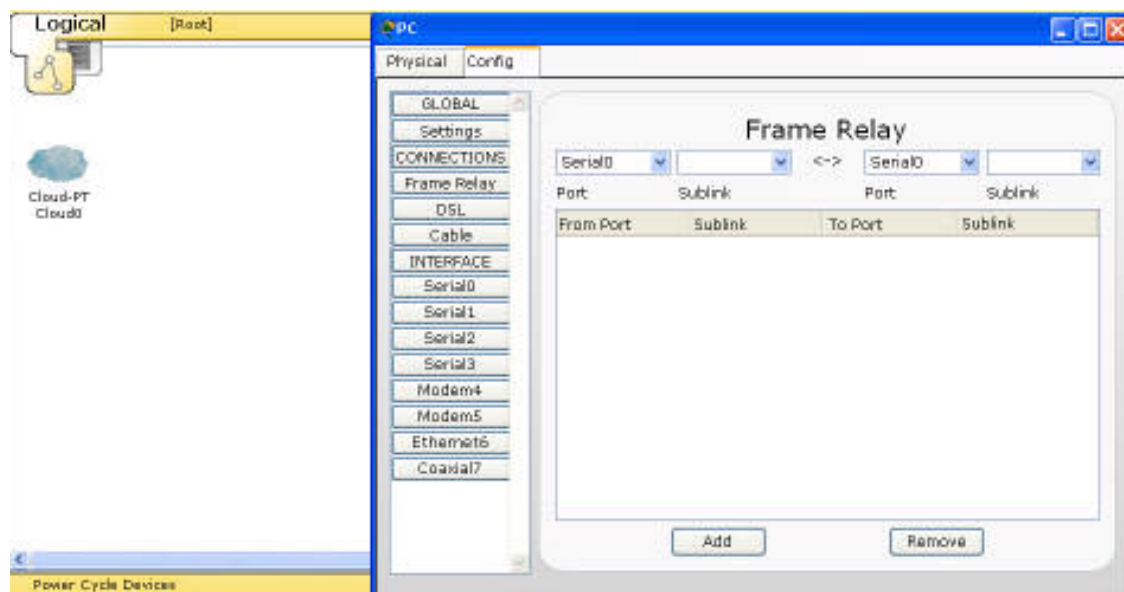 Logical [Root]
PC
Physical Config
GLOBAL
Settings
CONNECTIONS
Frame Relay
DSL
Cable
INTERFACE
Serial0
Serial1
Serial2
Serial3
Modem4
Modem5
Ethernet6
Coaxial7
Frame Relay
Serial0 <-> Serial0
Port Sublink Port Sublink
From Port Sublink To Port Sublink
Add Remove
Cloud-PT
Cloud0
Power Cycle Devices